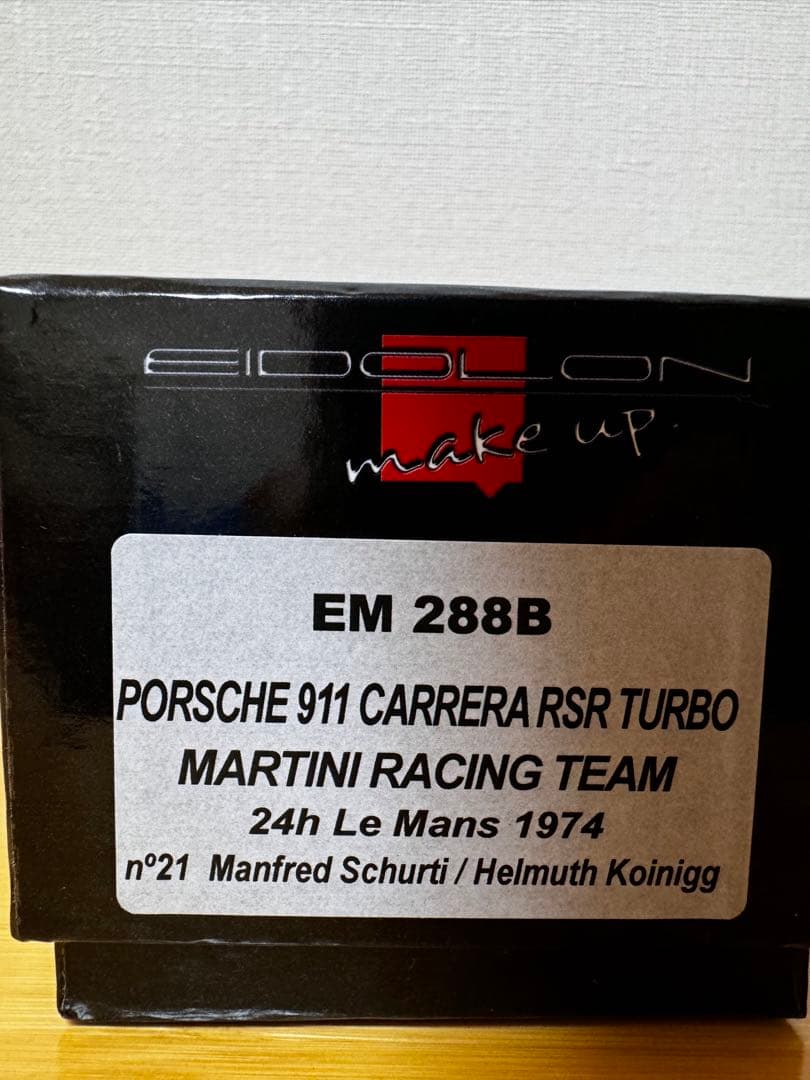 EIDOLON
make up.
EM 288B
PORSCHE 911 CARRERA RSR TURBO
MARTINI RACING TEAM
24h Le Mans 1974
nº21 Manfred Schurti / Helmuth Koinigg